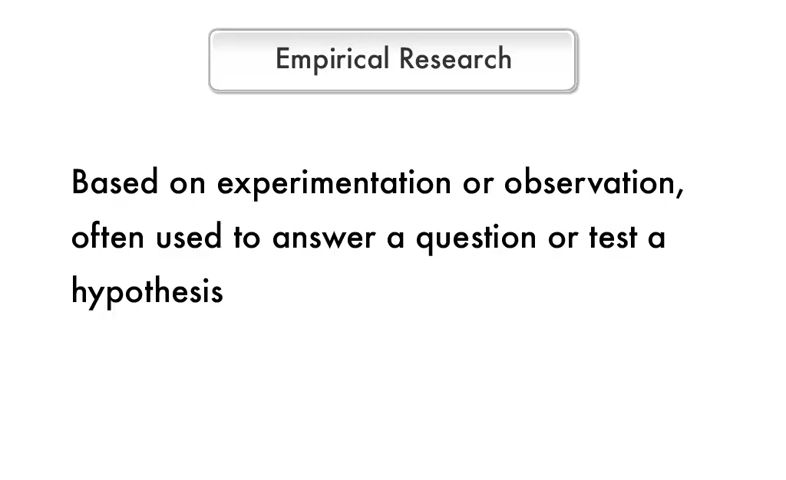 Empirical Research
Based on experimentation or observation,
often used to answer a question or test a
hypothesis